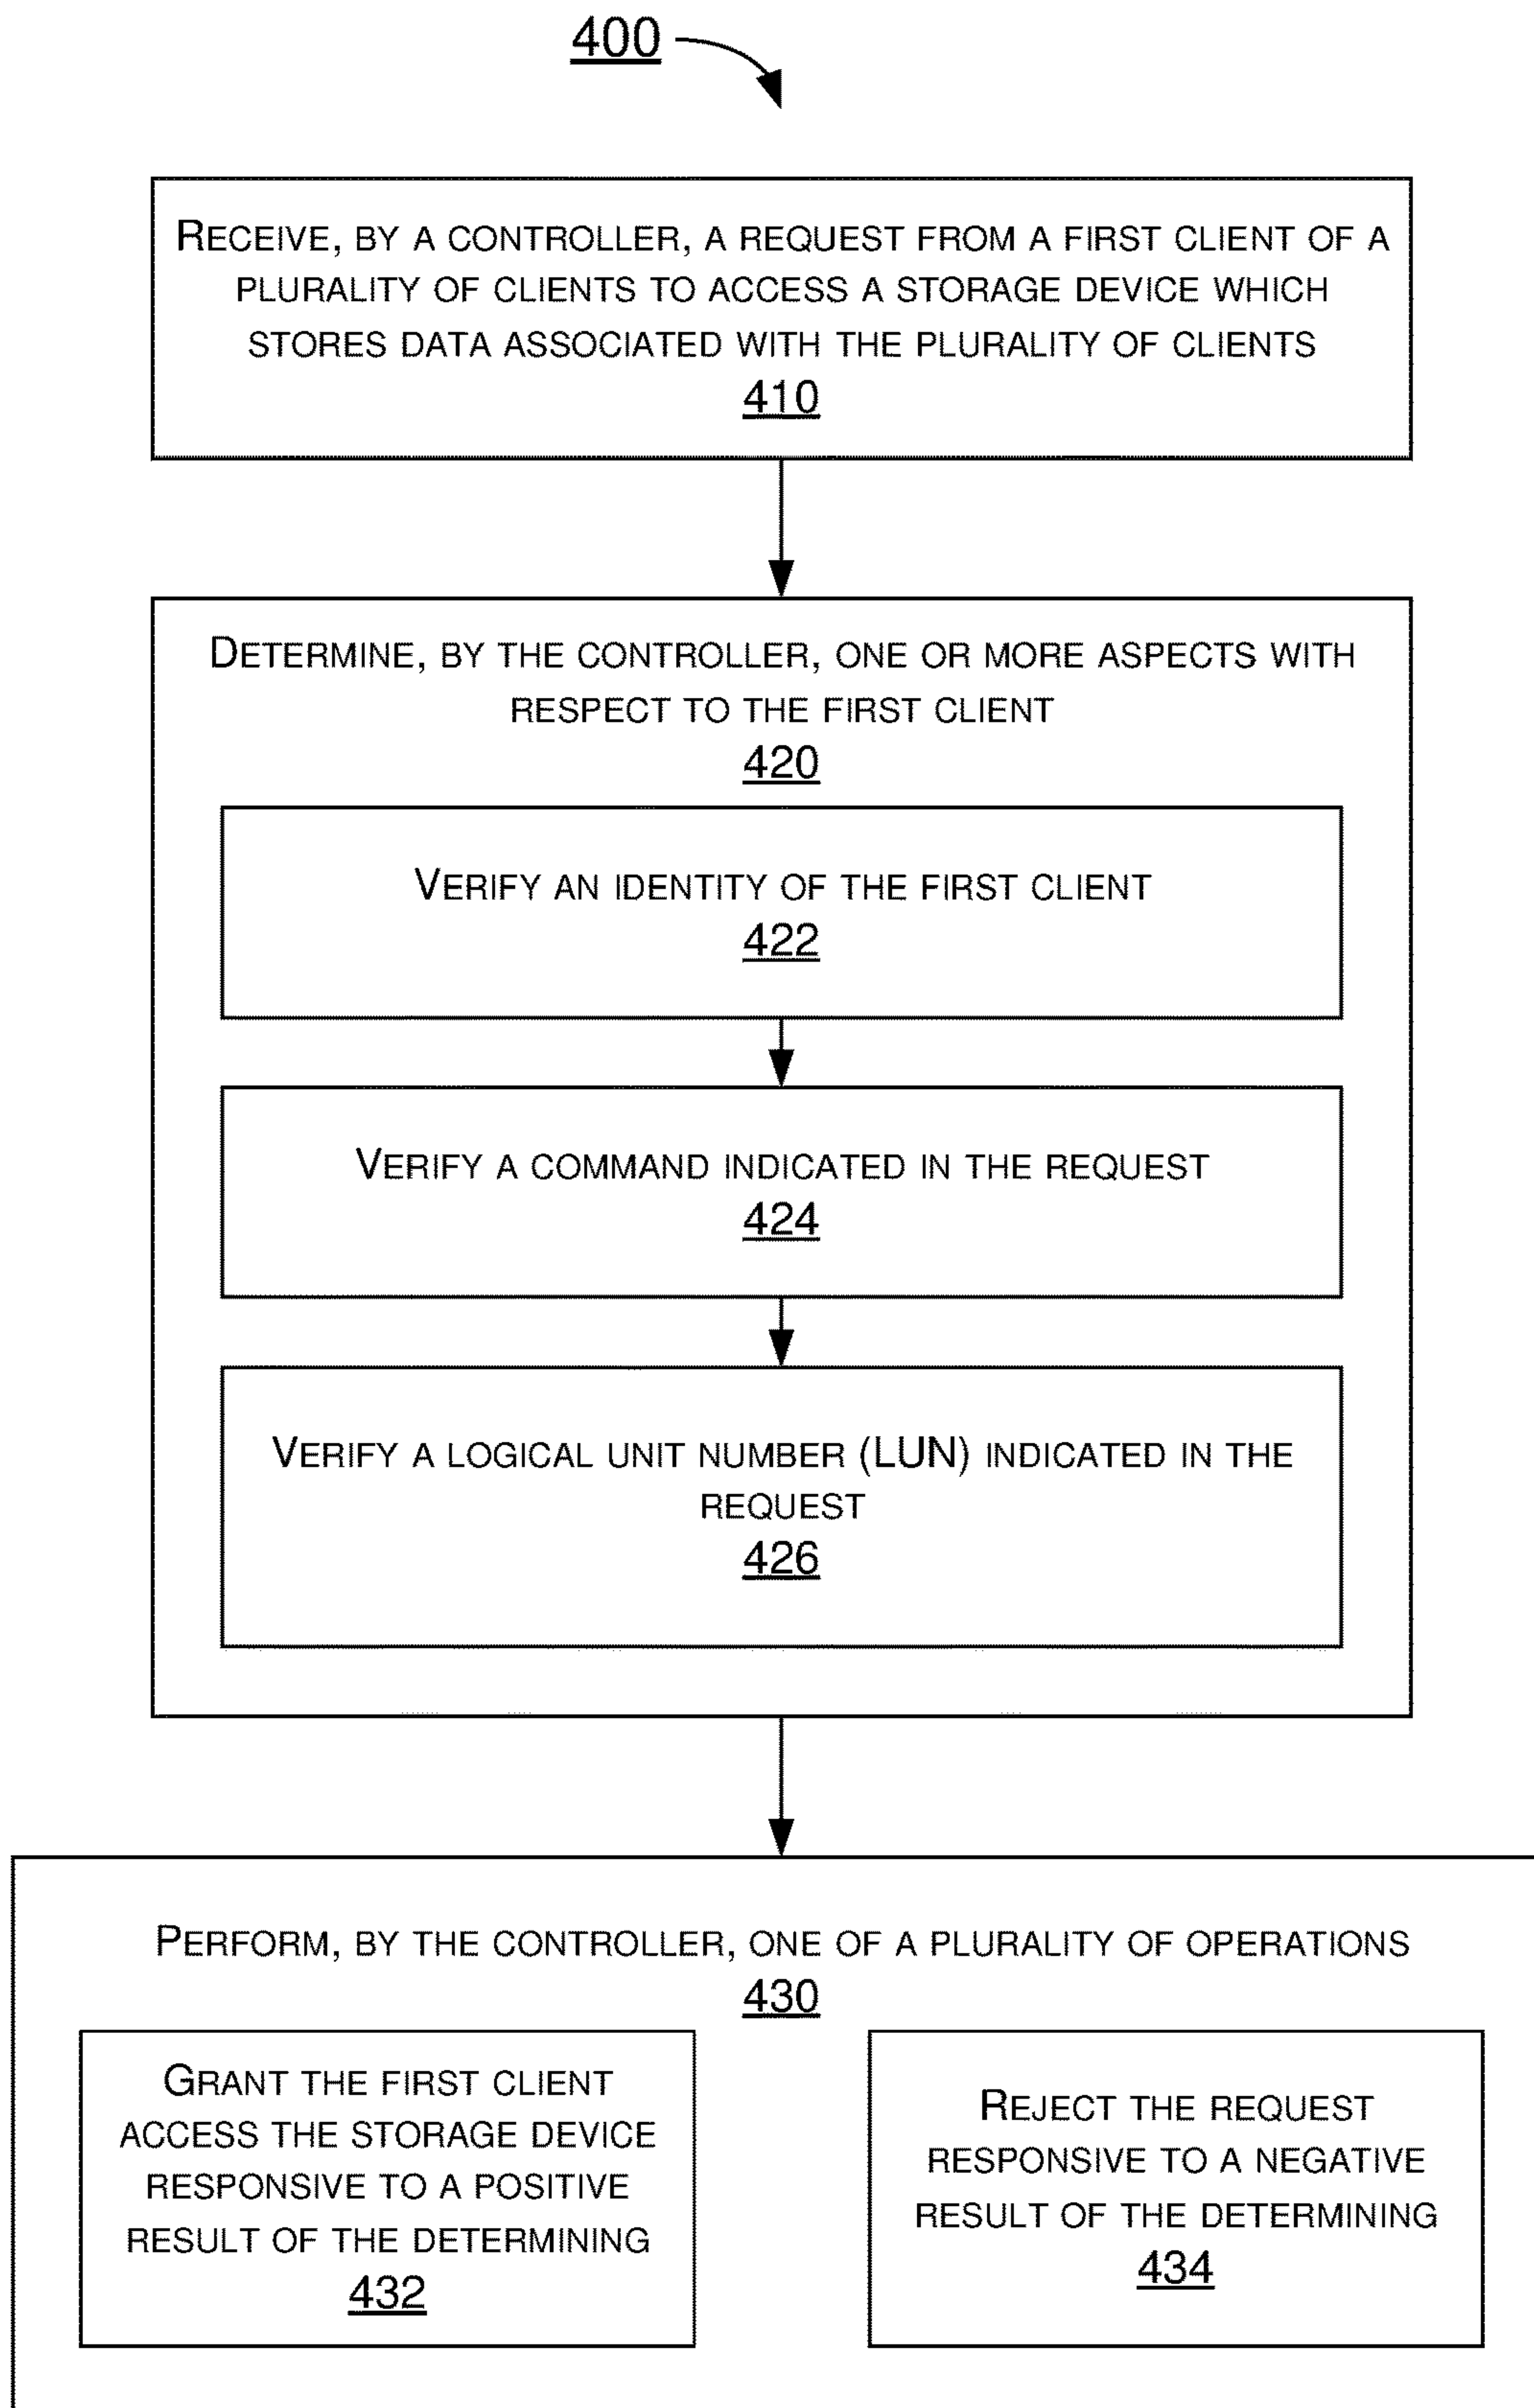 400
RECEIVE, BY A CONTROLLER, A REQUEST FROM A FIRST CLIENT OF A
PLURALITY OF CLIENTS TO ACCESS A STORAGE DEVICE WHICH
STORES DATA ASSOCIATED WITH THE PLURALITY OF CLIENTS
410
DETERMINE, BY THE CONTROLLER, ONE OR MORE ASPECTS WITH
RESPECT TO THE FIRST CLIENT
420
VERIFY AN IDENTITY OF THE FIRST CLIENT
422
VERIFY A COMMAND INDICATED IN THE REQUEST
424
VERIFY A LOGICAL UNIT NUMBER (LUN) INDICATED IN THE
REQUEST
426
PERFORM, BY THE CONTROLLER, ONE OF A PLURALITY OF OPERATIONS
430
GRANT THE FIRST CLIENT
ACCESS THE STORAGE DEVICE
RESPONSIVE TO A POSITIVE
RESULT OF THE DETERMINING
432
REJECT THE REQUEST
RESPONSIVE TO A NEGATIVE
RESULT OF THE DETERMINING
434